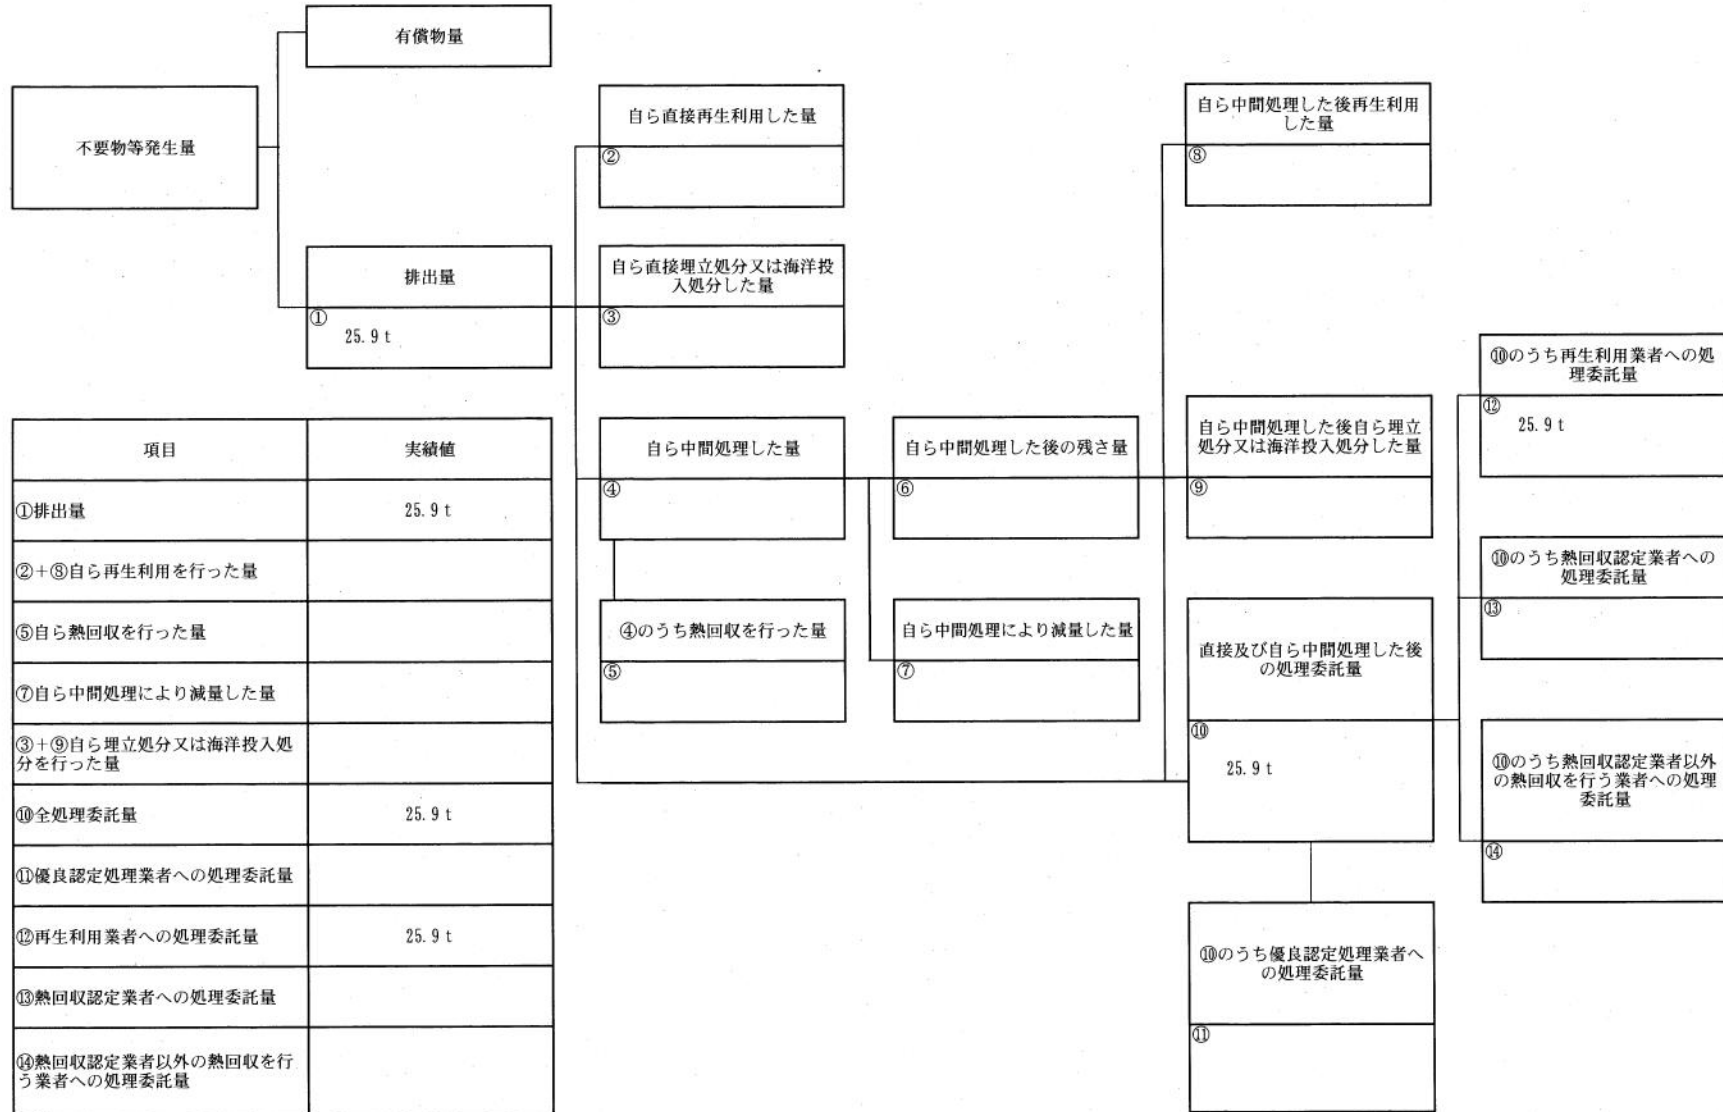 有償物量
不要物等発生量
自ら直接再生利用した量
②
自ら中間処理した後再生利用
した量
⑧
排出量
①
25.9 t
自ら直接埋立処分又は海洋投
入処分した量
③
⑩のうち再生利用業者への処
理委託量
⑫
25.9 t
自ら中間処理した量
④
自ら中間処理した後の残さ量
⑥
自ら中間処理した後自ら埋立
処分又は海洋投入処分した量
⑨
⑩のうち熱回収認定業者への
処理委託量
⑬
④のうち熱回収を行った量
⑤
自ら中間処理により減量した量
⑦
直接及び自ら中間処理した後
の処理委託量
⑩
25.9 t
⑩のうち熱回収認定業者以外
の熱回収を行う業者への処理
委託量
⑭
⑩のうち優良認定処理業者へ
の処理委託量
⑪
項目 実績値
①排出量 25.9 t
②+⑧自ら再生利用を行った量
⑤自ら熱回収を行った量
⑦自ら中間処理により減量した量
③+⑨自ら埋立処分又は海洋投入処
分を行った量
⑩全処理委託量 25.9 t
⑪優良認定処理業者への処理委託量
⑫再生利用業者への処理委託量 25.9 t
⑬熱回収認定業者への処理委託量
⑭熱回収認定業者以外の熱回収を行
う業者への処理委託量